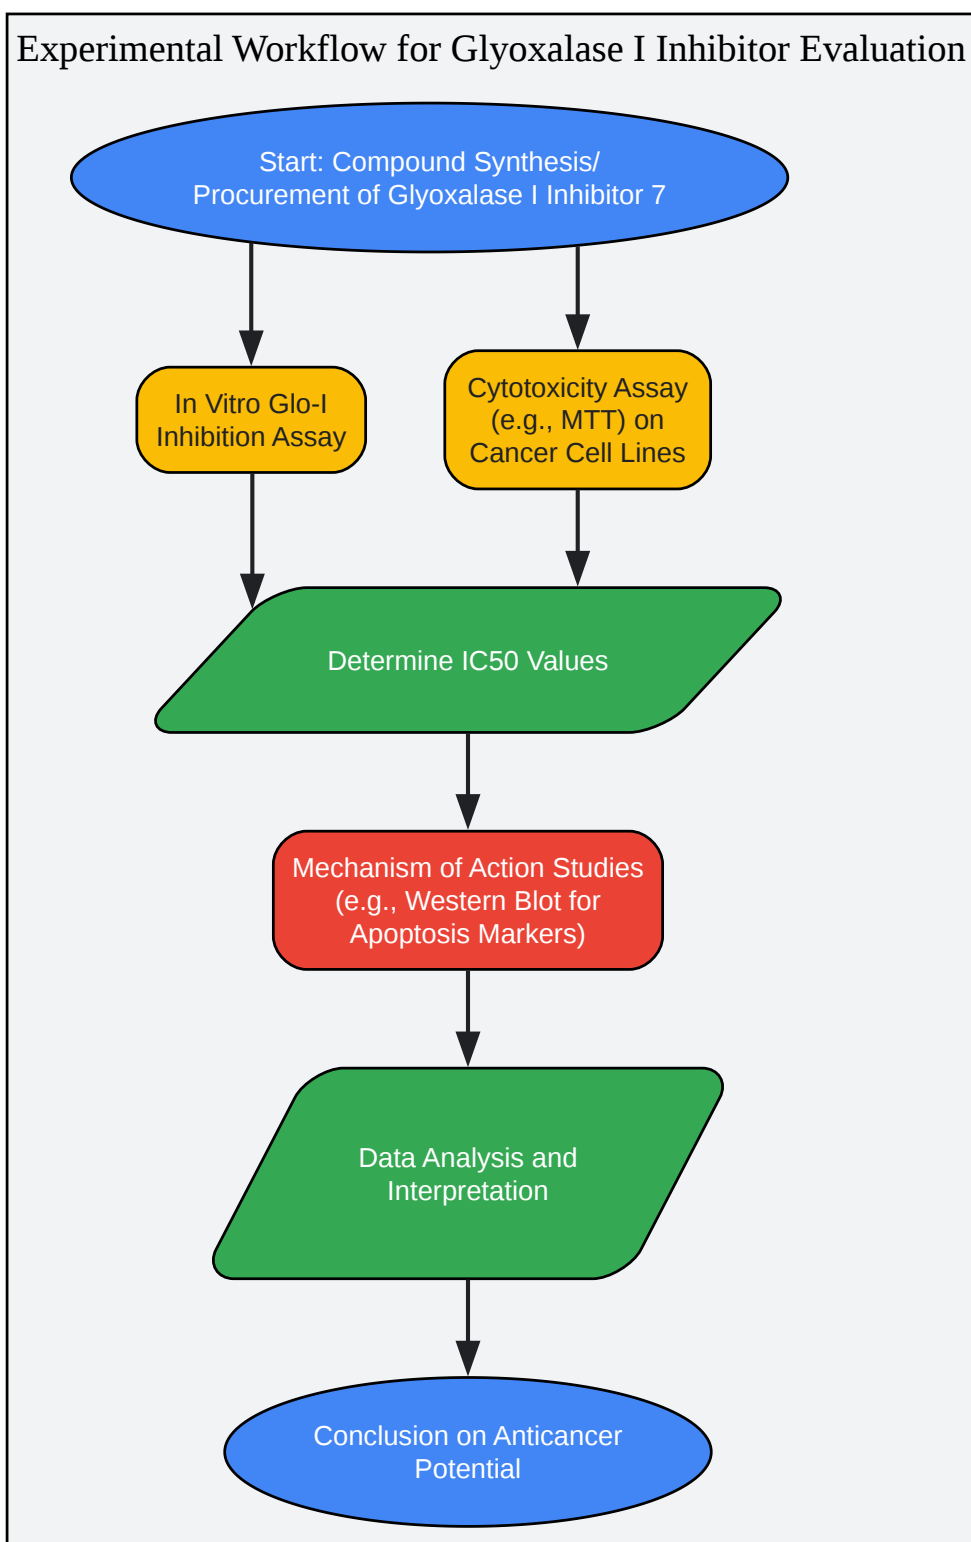 Experimental Workflow for Glyoxalase I Inhibitor Evaluation
Start: Compound Synthesis/
Procurement of Glyoxalase I Inhibitor 7
In Vitro Glo-I
Inhibition Assay
Cytotoxicity Assay
(e.g., MTT) on
Cancer Cell Lines
Determine IC50 Values
Mechanism of Action Studies
(e.g., Western Blot for
Apoptosis Markers)
Data Analysis and
Interpretation
Conclusion on Anticancer
Potential